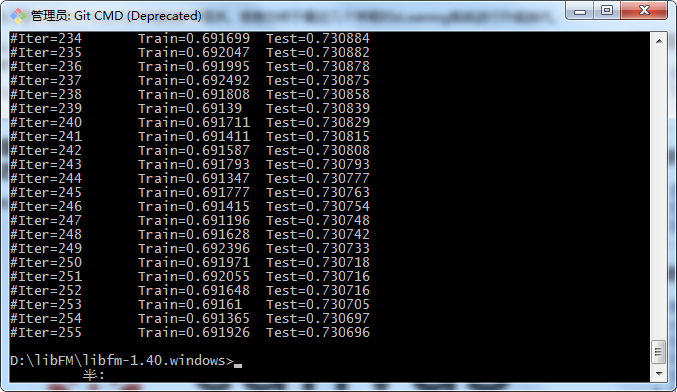 管理员: Git CMD (Deprecated)
#Iter=234 Train=0.691699 Test=0.730884
#Iter=235 Train=0.692047 Test=0.730882
#Iter=236 Train=0.691995 Test=0.730878
#Iter=237 Train=0.692492 Test=0.730875
#Iter=238 Train=0.691808 Test=0.730858
#Iter=239 Train=0.69139 Test=0.730839
#Iter=240 Train=0.691711 Test=0.730829
#Iter=241 Train=0.691411 Test=0.730815
#Iter=242 Train=0.691587 Test=0.730808
#Iter=243 Train=0.691793 Test=0.730793
#Iter=244 Train=0.691347 Test=0.730777
#Iter=245 Train=0.691777 Test=0.730763
#Iter=246 Train=0.691415 Test=0.730754
#Iter=247 Train=0.691196 Test=0.730748
#Iter=248 Train=0.691628 Test=0.730742
#Iter=249 Train=0.692396 Test=0.730733
#Iter=250 Train=0.691971 Test=0.730718
#Iter=251 Train=0.692055 Test=0.730716
#Iter=252 Train=0.691648 Test=0.730716
#Iter=253 Train=0.69161 Test=0.730705
#Iter=254 Train=0.691365 Test=0.730697
#Iter=255 Train=0.691926 Test=0.730696
D:\libFM\libfm-1.40.windows>
半: